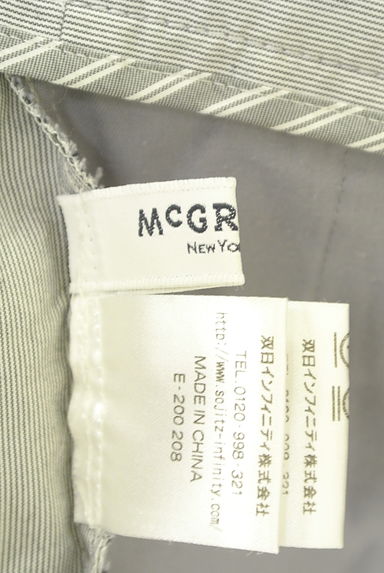 McGR
NEW YO
双日インフィニティ株式会社
双日インフィニティ株式会社
TEL.0120-998-321
http://www.sojitz-infinity.com/
MADE IN CHINA
E-200 208